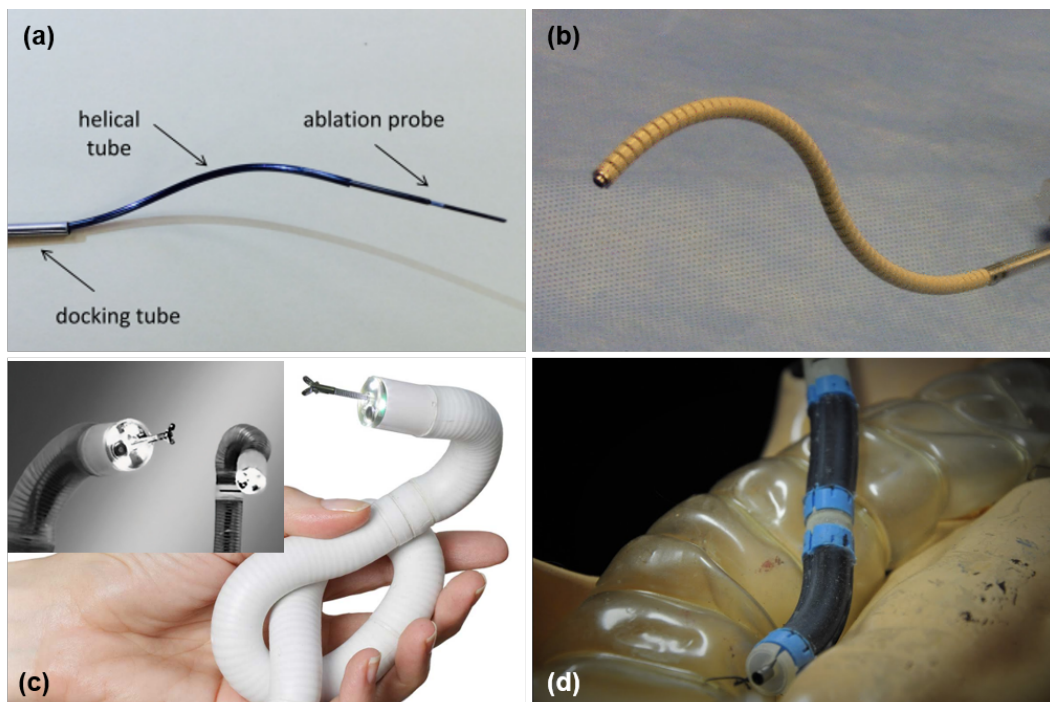 (a)
helical
tube
ablation probe
docking tube
(b)
(c)
(d)